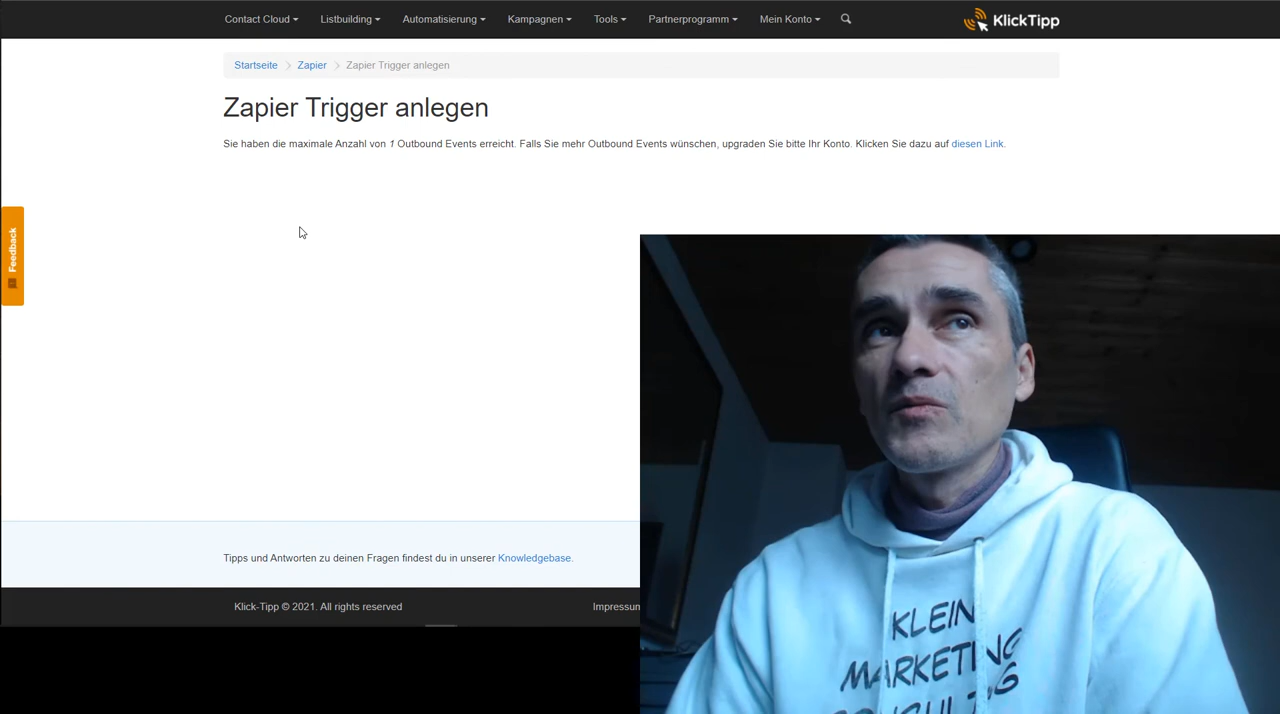 Contact Cloud Listbuilding Automatisierung Kampagnen Tools Partnerprogramm Mein Konto KlickTipp
Startseite Zapier Zapier Trigger anlegen
Zapier Trigger anlegen
Sie haben die maximale Anzahl von 1 Outbound Events erreicht. Falls Sie mehr Outbound Events wünschen, upgraden Sie bitte Ihr Konto. Klicken Sie dazu auf diesen Link.
Feedback
Tipps und Antworten zu deinen Fragen findest du in unserer Knowledgebase.
Klick-Tipp © 2021. All rights reserved
KLEIN
MARKETING